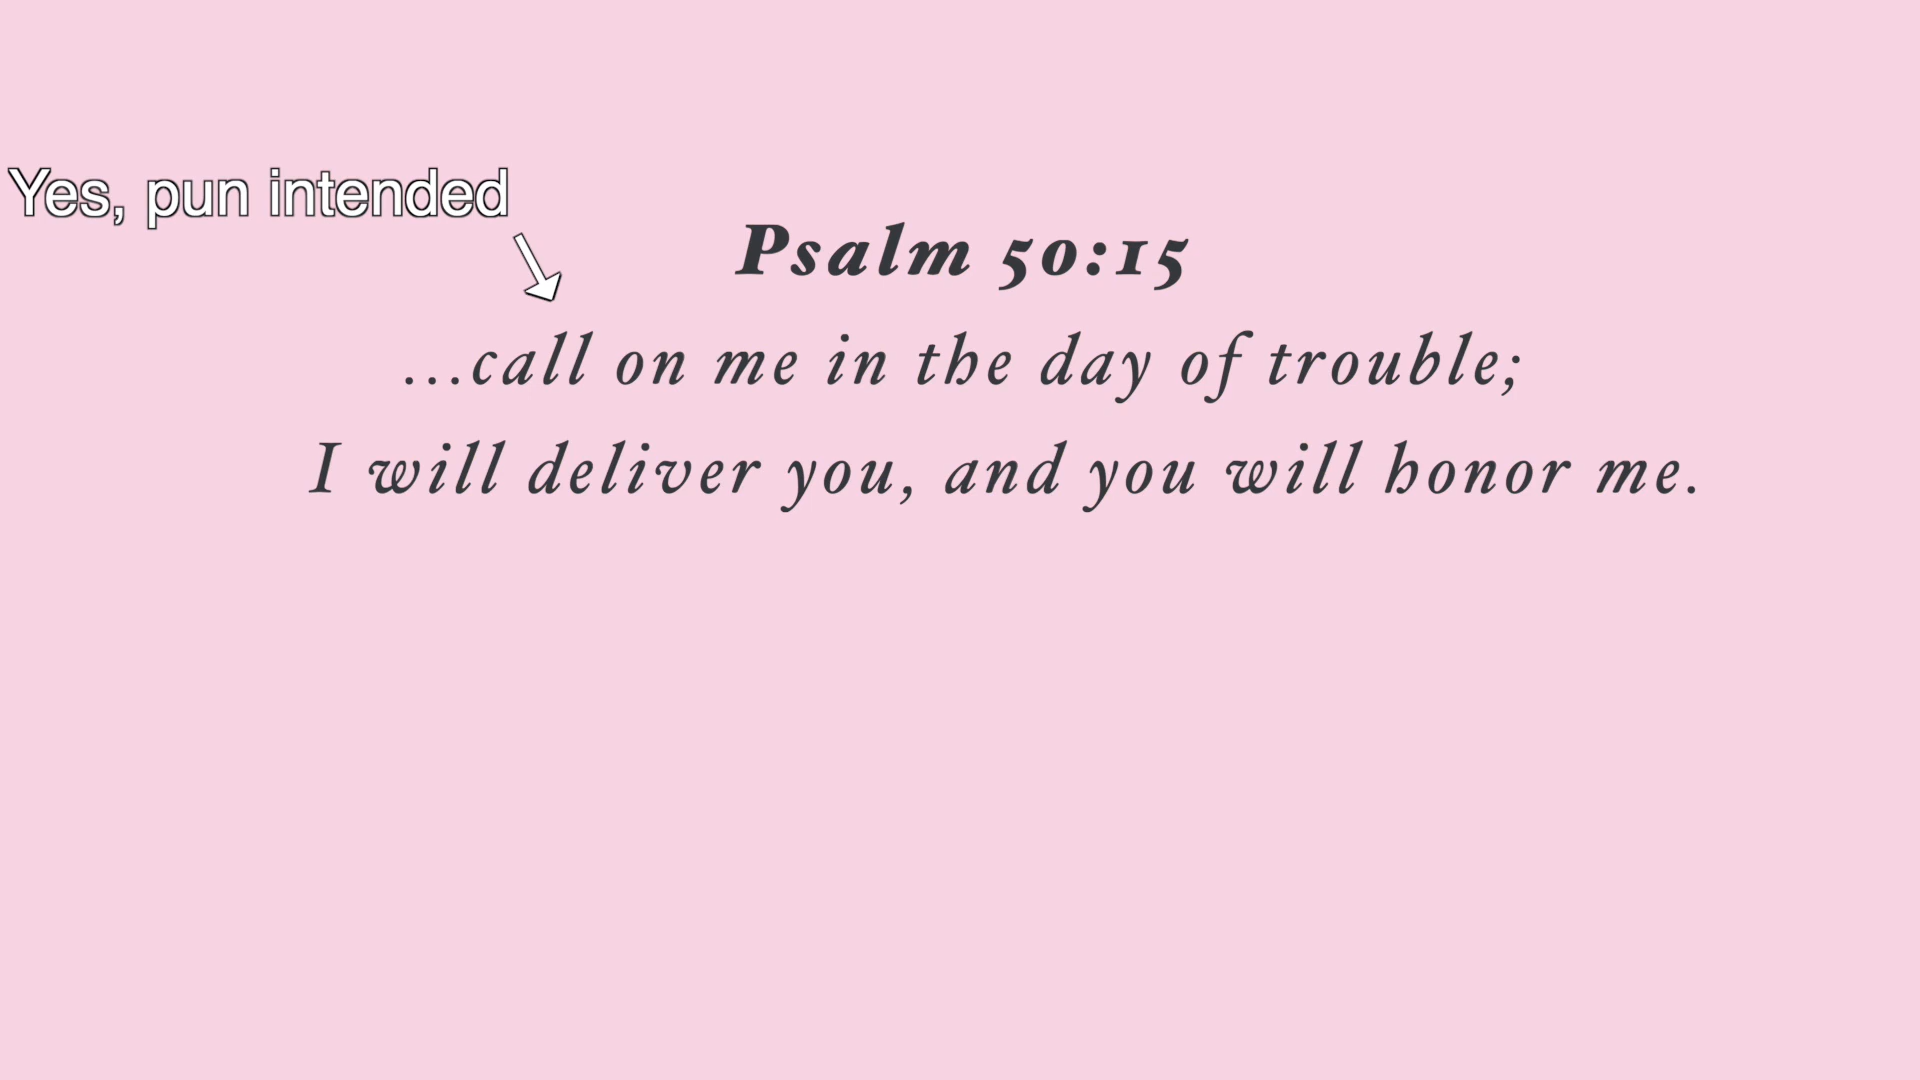 Yes, pun intended
Psalm 50:15
...call on me in the day of trouble;
I will deliver you, and you will honor me.